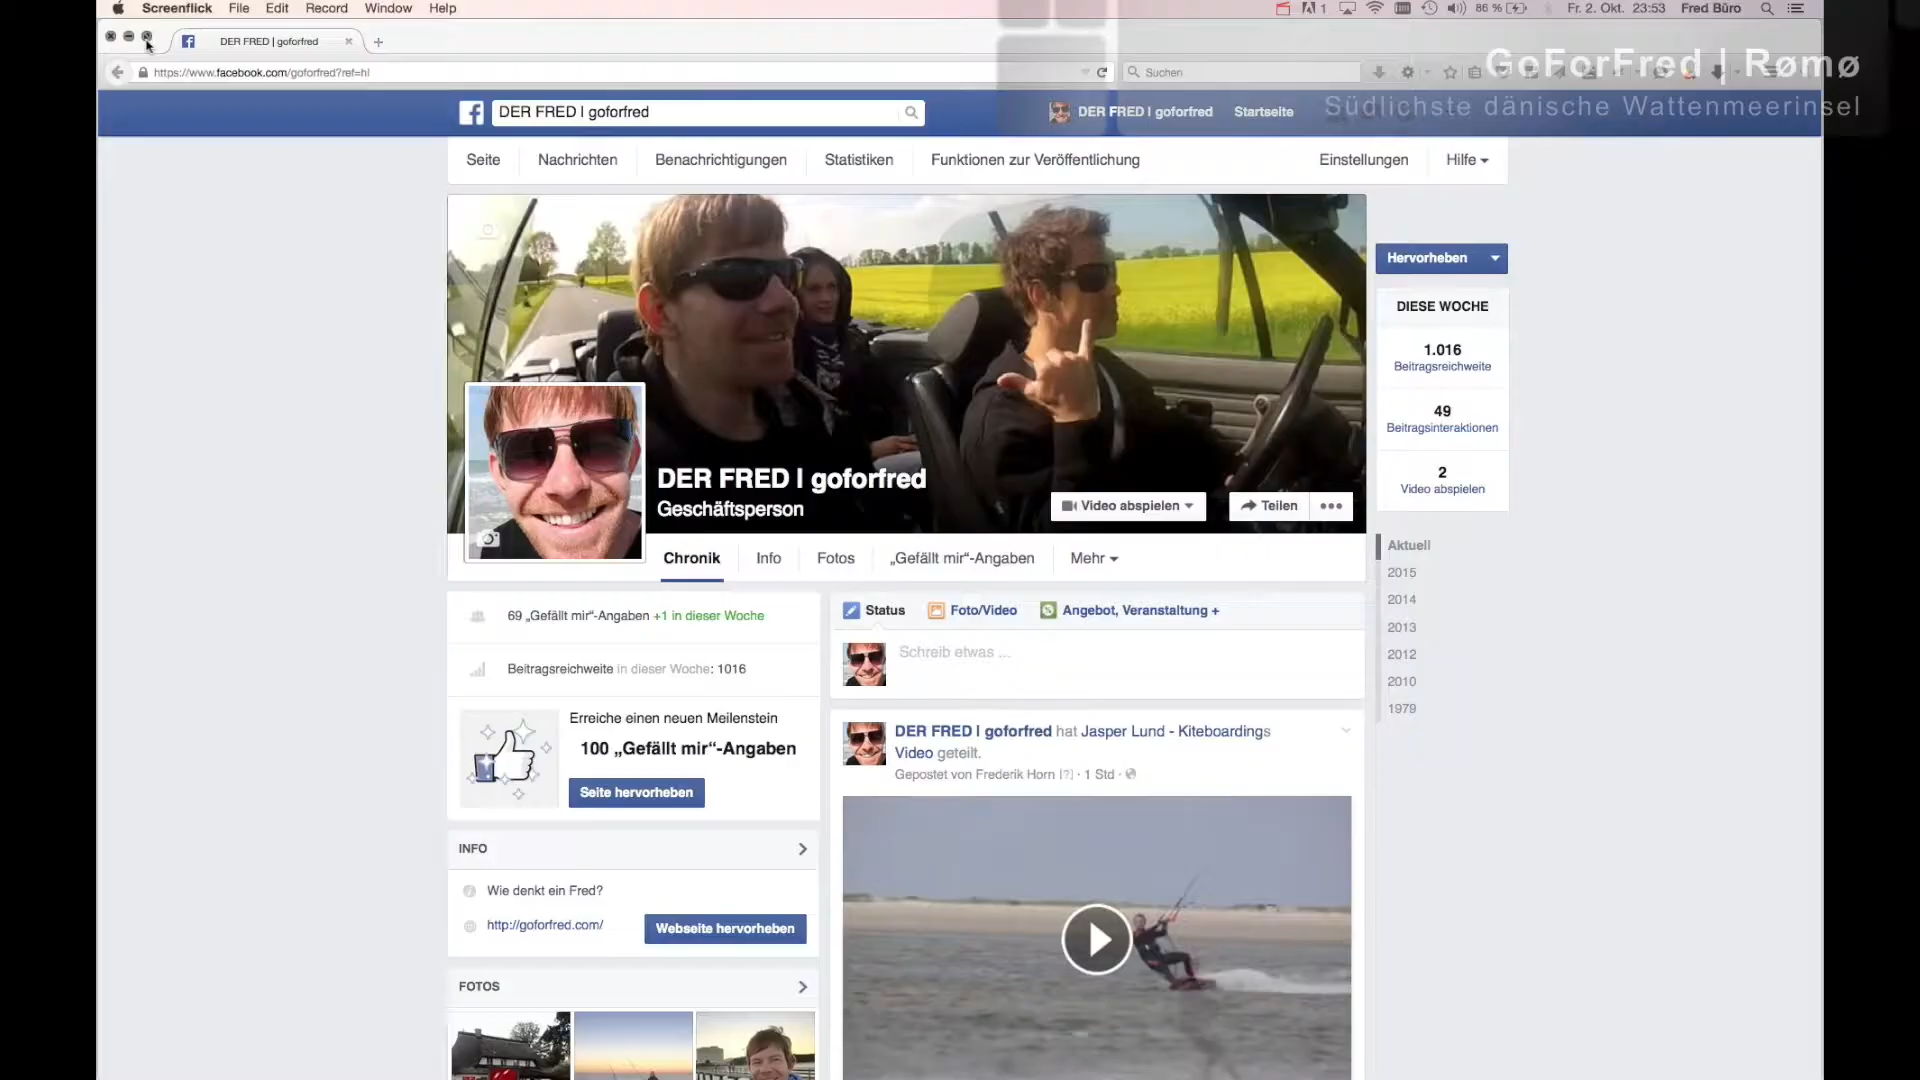 Screenflick File Edit Record Window Help
1 86 % Fr. 2. Okt. 23:53 Fred Büro
DER FRED | goforfred
https://www.facebook.com/goforfred?ref=hl
Suchen
GoForFred | Rømø
Südlichste dänische Wattenmeerinsel
DER FRED I goforfred
DER FRED I goforfred Startseite
Seite Nachrichten Benachrichtigungen Statistiken Funktionen zur Veröffentlichung Einstellungen Hilfe
Hervorheben
DIESE WOCHE
1.016
Beitragsreichweite
49
Beitragsinteraktionen
2
Video abspielen
DER FRED I goforfred
Geschäftsperson
Video abspielen Teilen
Chronik Info Fotos „Gefällt mir“-Angaben Mehr
Aktuell
2015
2014
2013
2012
2010
1979
69 „Gefällt mir“-Angaben +1 in dieser Woche
Beitragsreichweite in dieser Woche: 1016
Erreiche einen neuen Meilenstein
100 „Gefällt mir“-Angaben
Seite hervorheben
INFO
Wie denkt ein Fred?
http://goforfred.com/
Webseite hervorheben
FOTOS
Status Foto/Video Angebot, Veranstaltung +
Schreib etwas ...
DER FRED I goforfred hat Jasper Lund - Kiteboardings
Video geteilt.
Gepostet von Frederik Horn [?] · 1 Std ·